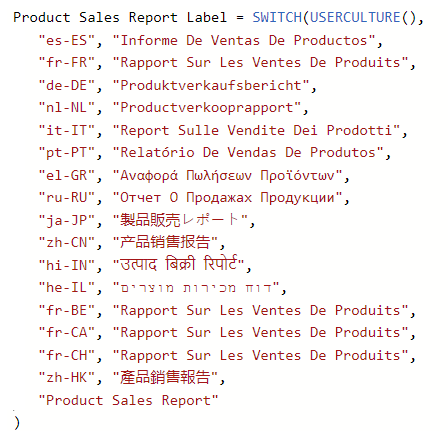 Product Sales Report Label = SWITCH(USERCULTURE(),
"es-ES", "Informe De Ventas De Productos",
"fr-FR", "Rapport Sur Les Ventes De Produits",
"de-DE", "Produktverkaufsbericht",
"nl-NL", "Productverkooprapport",
"it-IT", "Report Sulle Vendite Dei Prodotti",
"pt-PT", "Relatório De Vendas De Produtos",
"el-GR", "Αναφορά Πωλήσεων Προϊόντων",
"ru-RU", "Отчет О Продажах Продукции",
"ja-JP", "製品販売レポート",
"zh-CN", "产品销售报告",
"hi-IN", "उत्पाद बिक्री रिपोर्ट",
"he-IL", "דוח מכירות מוצרים",
"fr-BE", "Rapport Sur Les Ventes De Produits",
"fr-CA", "Rapport Sur Les Ventes De Produits",
"fr-CH", "Rapport Sur Les Ventes De Produits",
"zh-HK", "產品銷售報告",
"Product Sales Report"
)